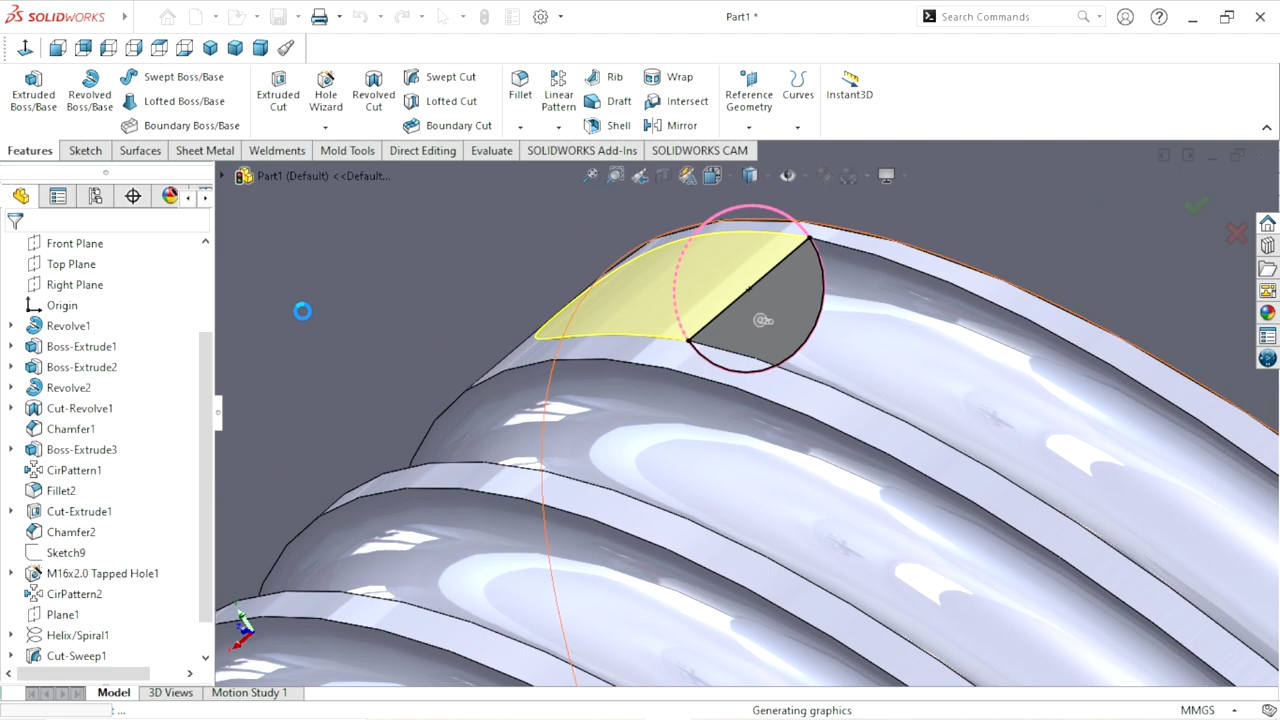 SOLIDWORKS
Part1 *
Search Commands
Extruded Boss/Base
Revolved Boss/Base
Swept Boss/Base
Lofted Boss/Base
Boundary Boss/Base
Extruded Cut
Hole Wizard
Revolved Cut
Swept Cut
Lofted Cut
Boundary Cut
Fillet
Linear Pattern
Rib
Draft
Shell
Wrap
Intersect
Mirror
Reference Geometry
Curves
Instant3D
Features
Sketch
Surfaces
Sheet Metal
Weldments
Mold Tools
Direct Editing
Evaluate
SOLIDWORKS Add-Ins
SOLIDWORKS CAM
Part1 (Default) <<Default...
Front Plane
Top Plane
Right Plane
Origin
Revolve1
Boss-Extrude1
Boss-Extrude2
Revolve2
Cut-Revolve1
Chamfer1
Boss-Extrude3
CirPattern1
Fillet2
Cut-Extrude1
Chamfer2
Sketch9
M16x2.0 Tapped Hole1
CirPattern2
Plane1
Helix/Spiral1
Cut-Sweep1
Model
3D Views
Motion Study 1
Generating graphics
MMGS